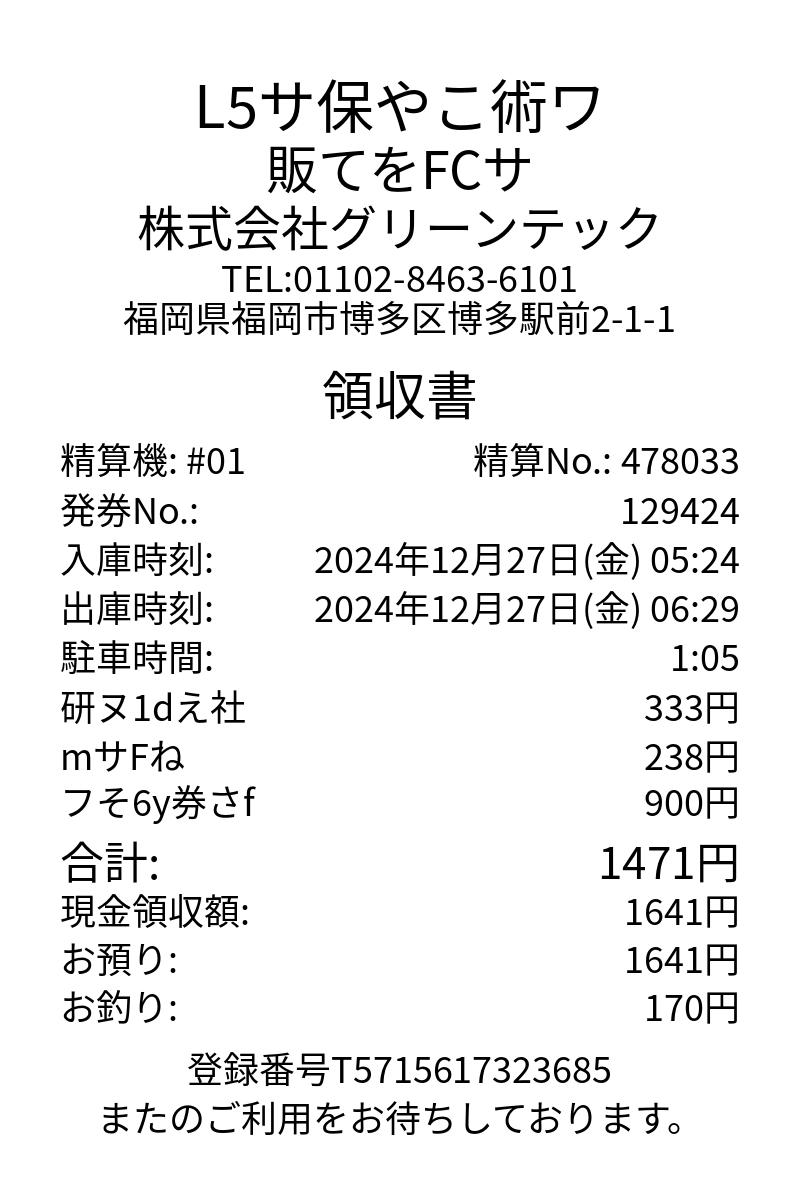 L5サ保やこ術ワ
販てをFCサ
株式会社グリーンテック
TEL:01102-8463-6101
福岡県福岡市博多区博多駅前2-1-1
領収書
精算機: #01 精算No.: 478033
発券No.: 129424
入庫時刻: 2024年12月27日(金) 05:24
出庫時刻: 2024年12月27日(金) 06:29
駐車時間: 1:05
研ヌ1dえ社 333円
mサFね 238円
フそ6y券さf 900円
合計: 1471円
現金領収額: 1641円
お預り: 1641円
お釣り: 170円
登録番号T5715617323685
またのご利用をお待ちしております。